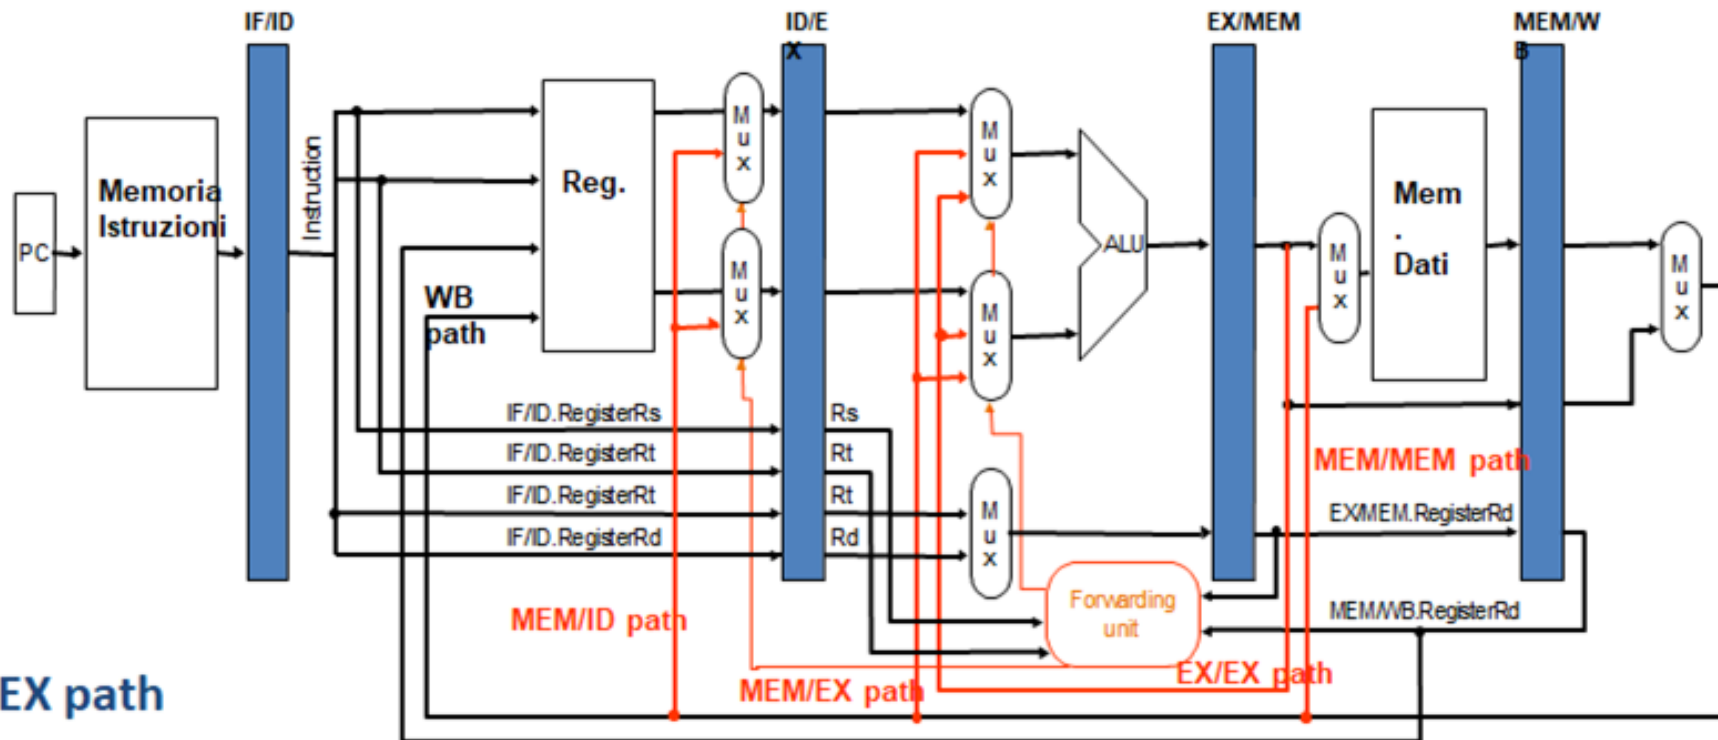 IF/ID
ID/E
X
EX/MEM
MEM/W
B
PC
Memoria
Istruzioni
Instruction
WB
path
Reg.
M
u
x
M
u
x
M
u
x
M
u
x
ALU
M
u
x
Mem
.
Dati
M
u
x
IF/ID.RegisterRs
Rs
IF/ID.RegisterRt
Rt
IF/ID.RegisterRt
Rt
IF/ID.RegisterRd
Rd
M
u
x
MEM/MEM path
EX/MEM.RegisterRd
Forwarding
unit
MEM/WB.RegisterRd
MEM/ID path
MEM/EX path
EX/EX path
EX path